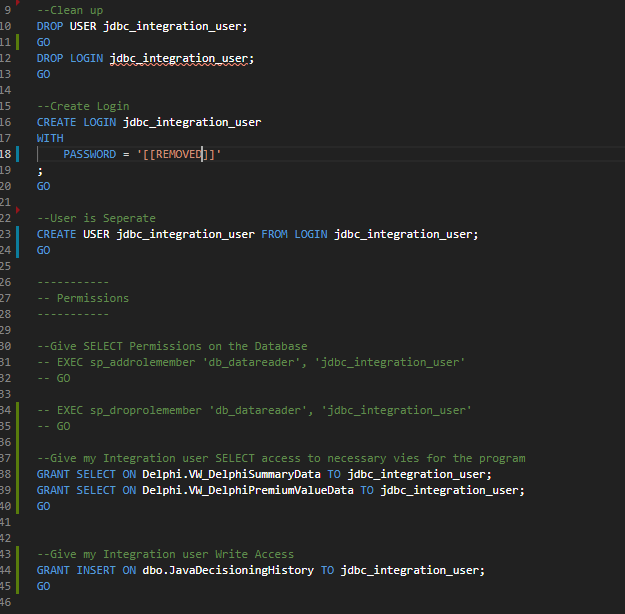 9 --Clean up
10 DROP USER jdbc_integration_user;
11 GO
12 DROP LOGIN jdbc_integration_user;
13 GO
14
15 --Create Login
16 CREATE LOGIN jdbc_integration_user
17 WITH
18 PASSWORD = '[[REMOVED]]'
19 ;
20 GO
21
22 --User is Seperate
23 CREATE USER jdbc_integration_user FROM LOGIN jdbc_integration_user;
24 GO
25
26 -----------
27 -- Permissions
28 -----------
29
30 --Give SELECT Permissions on the Database
31 -- EXEC sp_addrolemember 'db_datareader', 'jdbc_integration_user'
32 -- GO
33
34 -- EXEC sp_droprolemember 'db_datareader', 'jdbc_integration_user'
35 -- GO
36
37 --Give my Integration user SELECT access to necessary vies for the program
38 GRANT SELECT ON Delphi.VW_DelphiSummaryData TO jdbc_integration_user;
39 GRANT SELECT ON Delphi.VW_DelphiPremiumValueData TO jdbc_integration_user;
40 GO
41
42
43 --Give my Integration user Write Access
44 GRANT INSERT ON dbo.JavaDecisioningHistory TO jdbc_integration_user;
45 GO
46